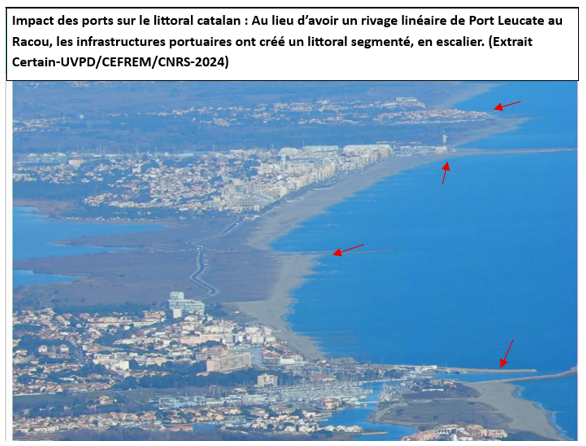 Impact des ports sur le littoral catalan : Au lieu d’avoir un rivage linéaire de Port Leucate au
Racou, les infrastructures portuaires ont créé un littoral segmenté, en escalier. (Extrait
Certain-UVPD/CEFREM/CNRS-2024)